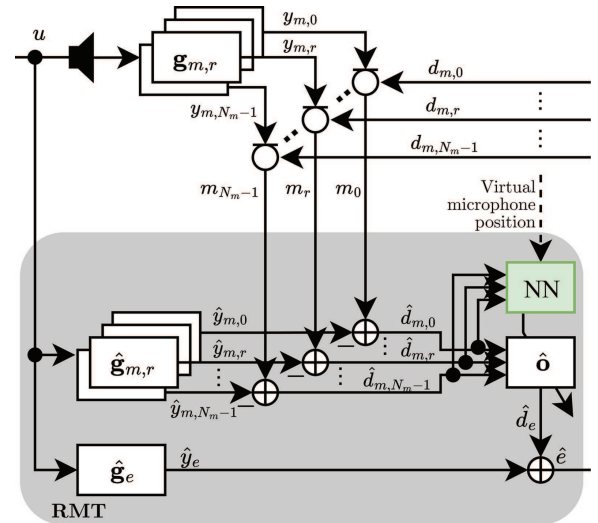 u
g_{m,r}
y_{m,0}
y_{m,r}
y_{m,N_m−1}
d_{m,0}
⋮
d_{m,r}
⋮
d_{m,N_m−1}
m_{N_m−1} m_r m_0
Virtual
microphone
position
NN
ŷ_{m,0}
d̂_{m,0}
ĝ_{m,r}
ŷ_{m,r}
⋮
d̂_{m,r}
⋮
ŷ_{m,N_m−1}
d̂_{m,N_m−1}
ô
d̂_e
ĝ_e
ŷ_e
ê
RMT